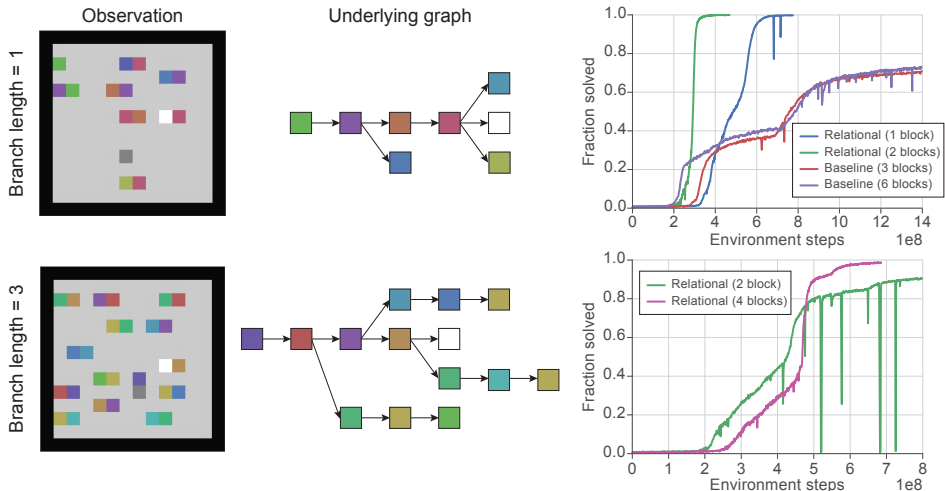 Observation
Underlying graph
Branch length = 1
1.0
0.8
0.6
0.4
0.2
0.0
Fraction solved
Relational (1 block)
Relational (2 blocks)
Baseline (3 blocks)
Baseline (6 blocks)
0 2 4 6 8 10 12 14
Environment steps 1e8
Branch length = 3
1.0
0.8
0.6
0.4
0.2
0.0
Fraction solved
Relational (2 block)
Relational (4 blocks)
0 2 3 4 5 6 7 8
Environment steps 1e8